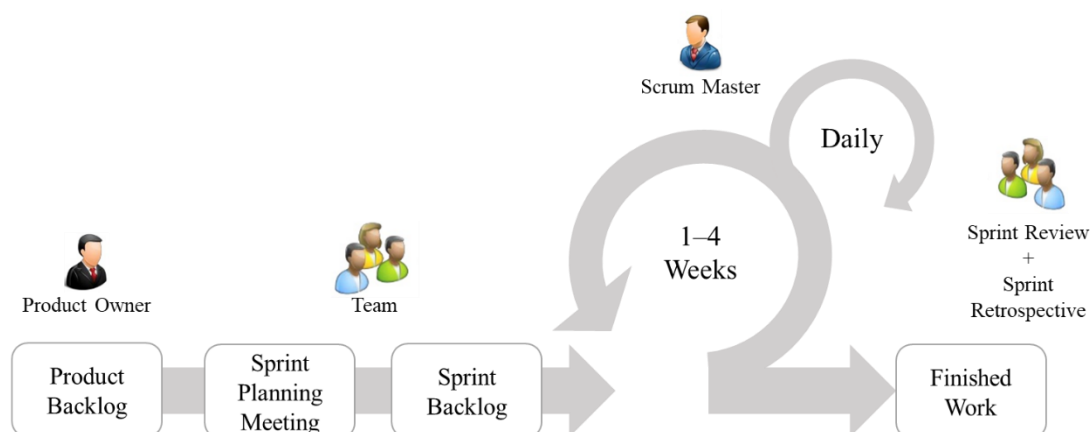 Scrum Master
Daily
1–4
Weeks
Sprint Review
+
Sprint
Retrospective
Product Owner
Team
Product
Backlog
Sprint
Planning
Meeting
Sprint
Backlog
Finished
Work